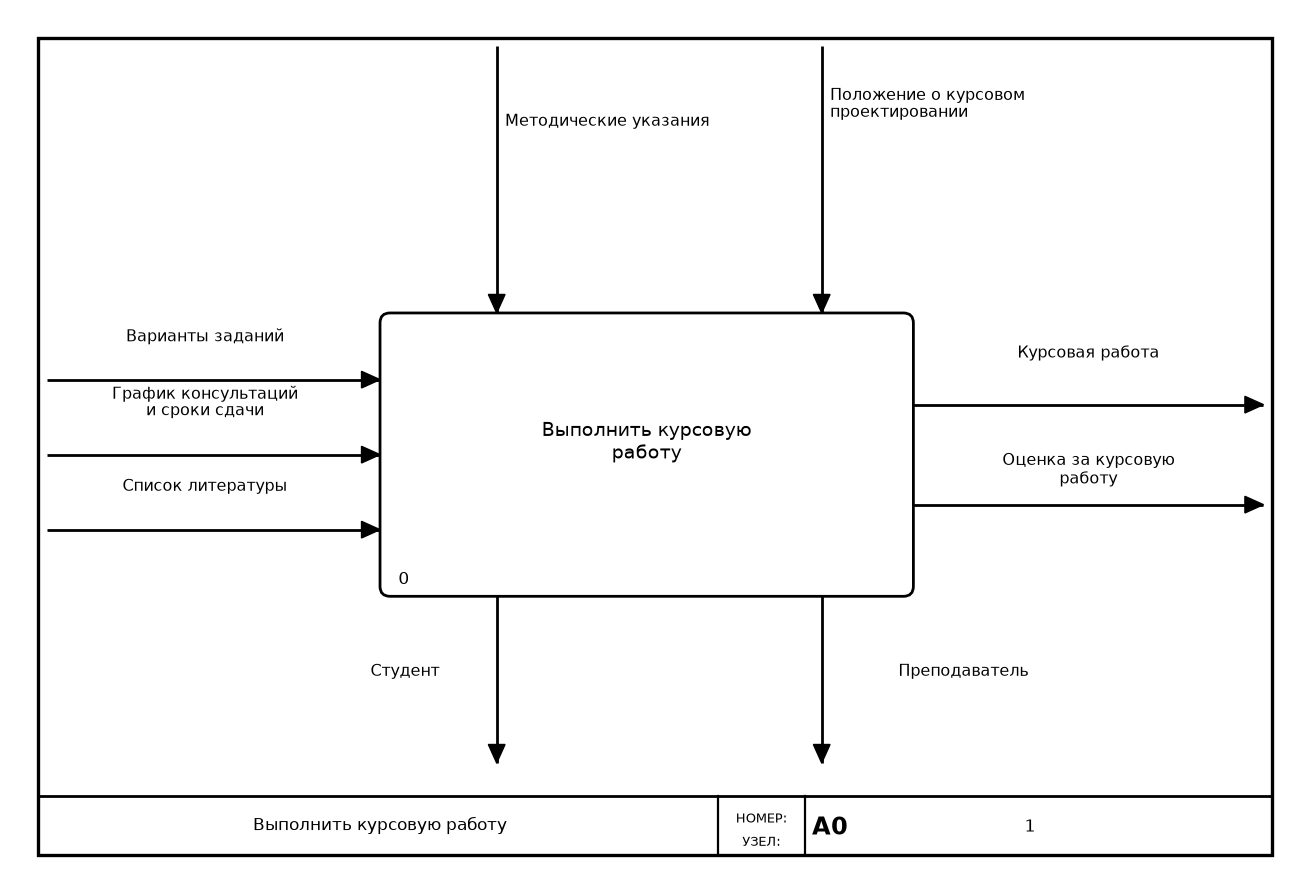 Положение о курсовом
проектировании
Методические указания
Варианты заданий
Курсовая работа
График консультаций
и сроки сдачи
Выполнить курсовую
работу
Оценка за курсовую
работу
Список литературы
0
Студент
Преподаватель
Выполнить курсовую работу
НОМЕР:
УЗЕЛ:
A0
1